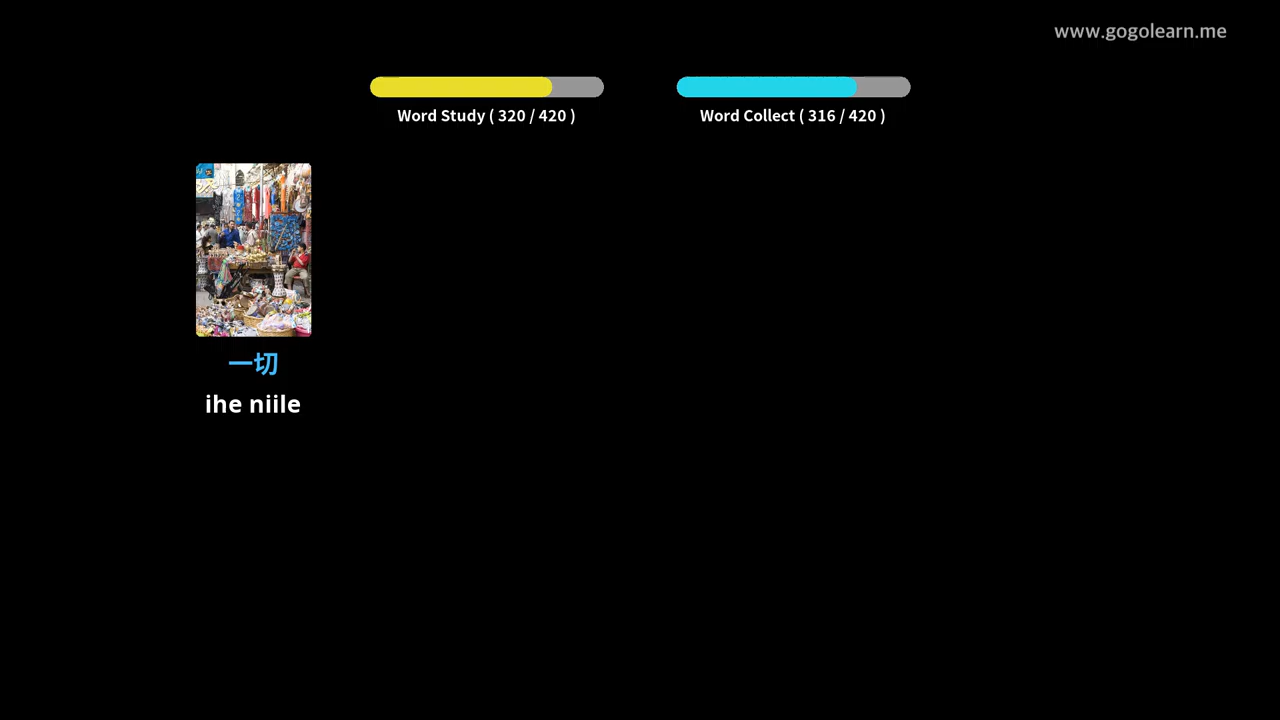 www.gogolearn.me
Word Study ( 320 / 420 )
Word Collect ( 316 / 420 )
一切
ihe niile